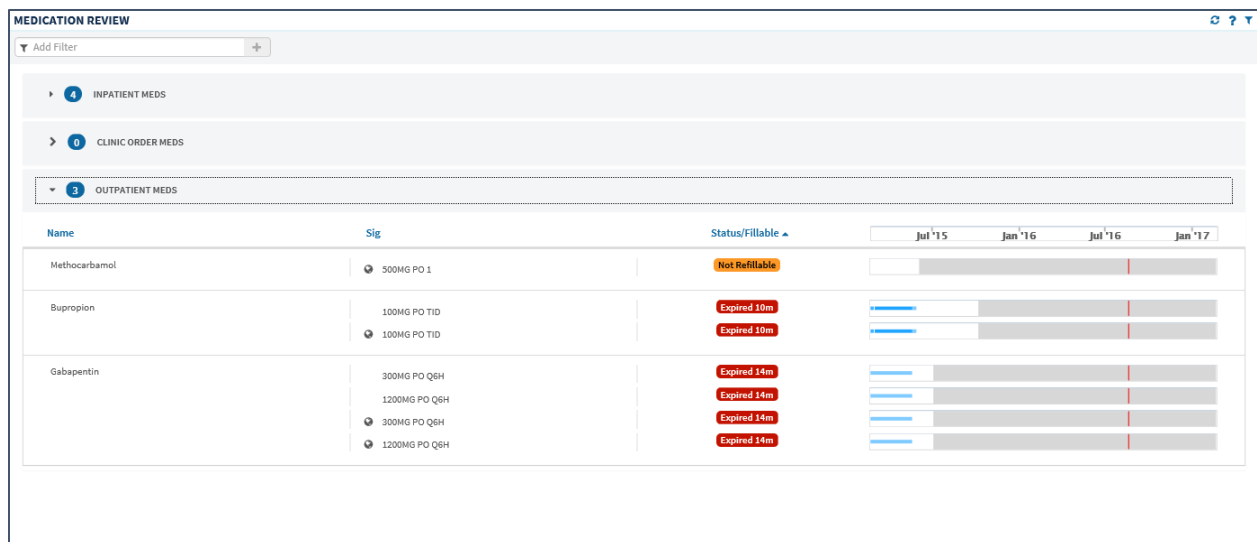 MEDICATION REVIEW ?
Add Filter +
4 INPATIENT MEDS
0 CLINIC ORDER MEDS
3 OUTPATIENT MEDS
Name Sig Status/Fillable Jul '15 Jan '16 Jul '16 Jan '17
Methocarbamol 500MG PO 1 Not Refillable
Bupropion 100MG PO TID Expired 10m
100MG PO TID Expired 10m
Gabapentin 300MG PO Q6H Expired 14m
1200MG PO Q6H Expired 14m
300MG PO Q6H Expired 14m
1200MG PO Q6H Expired 14m